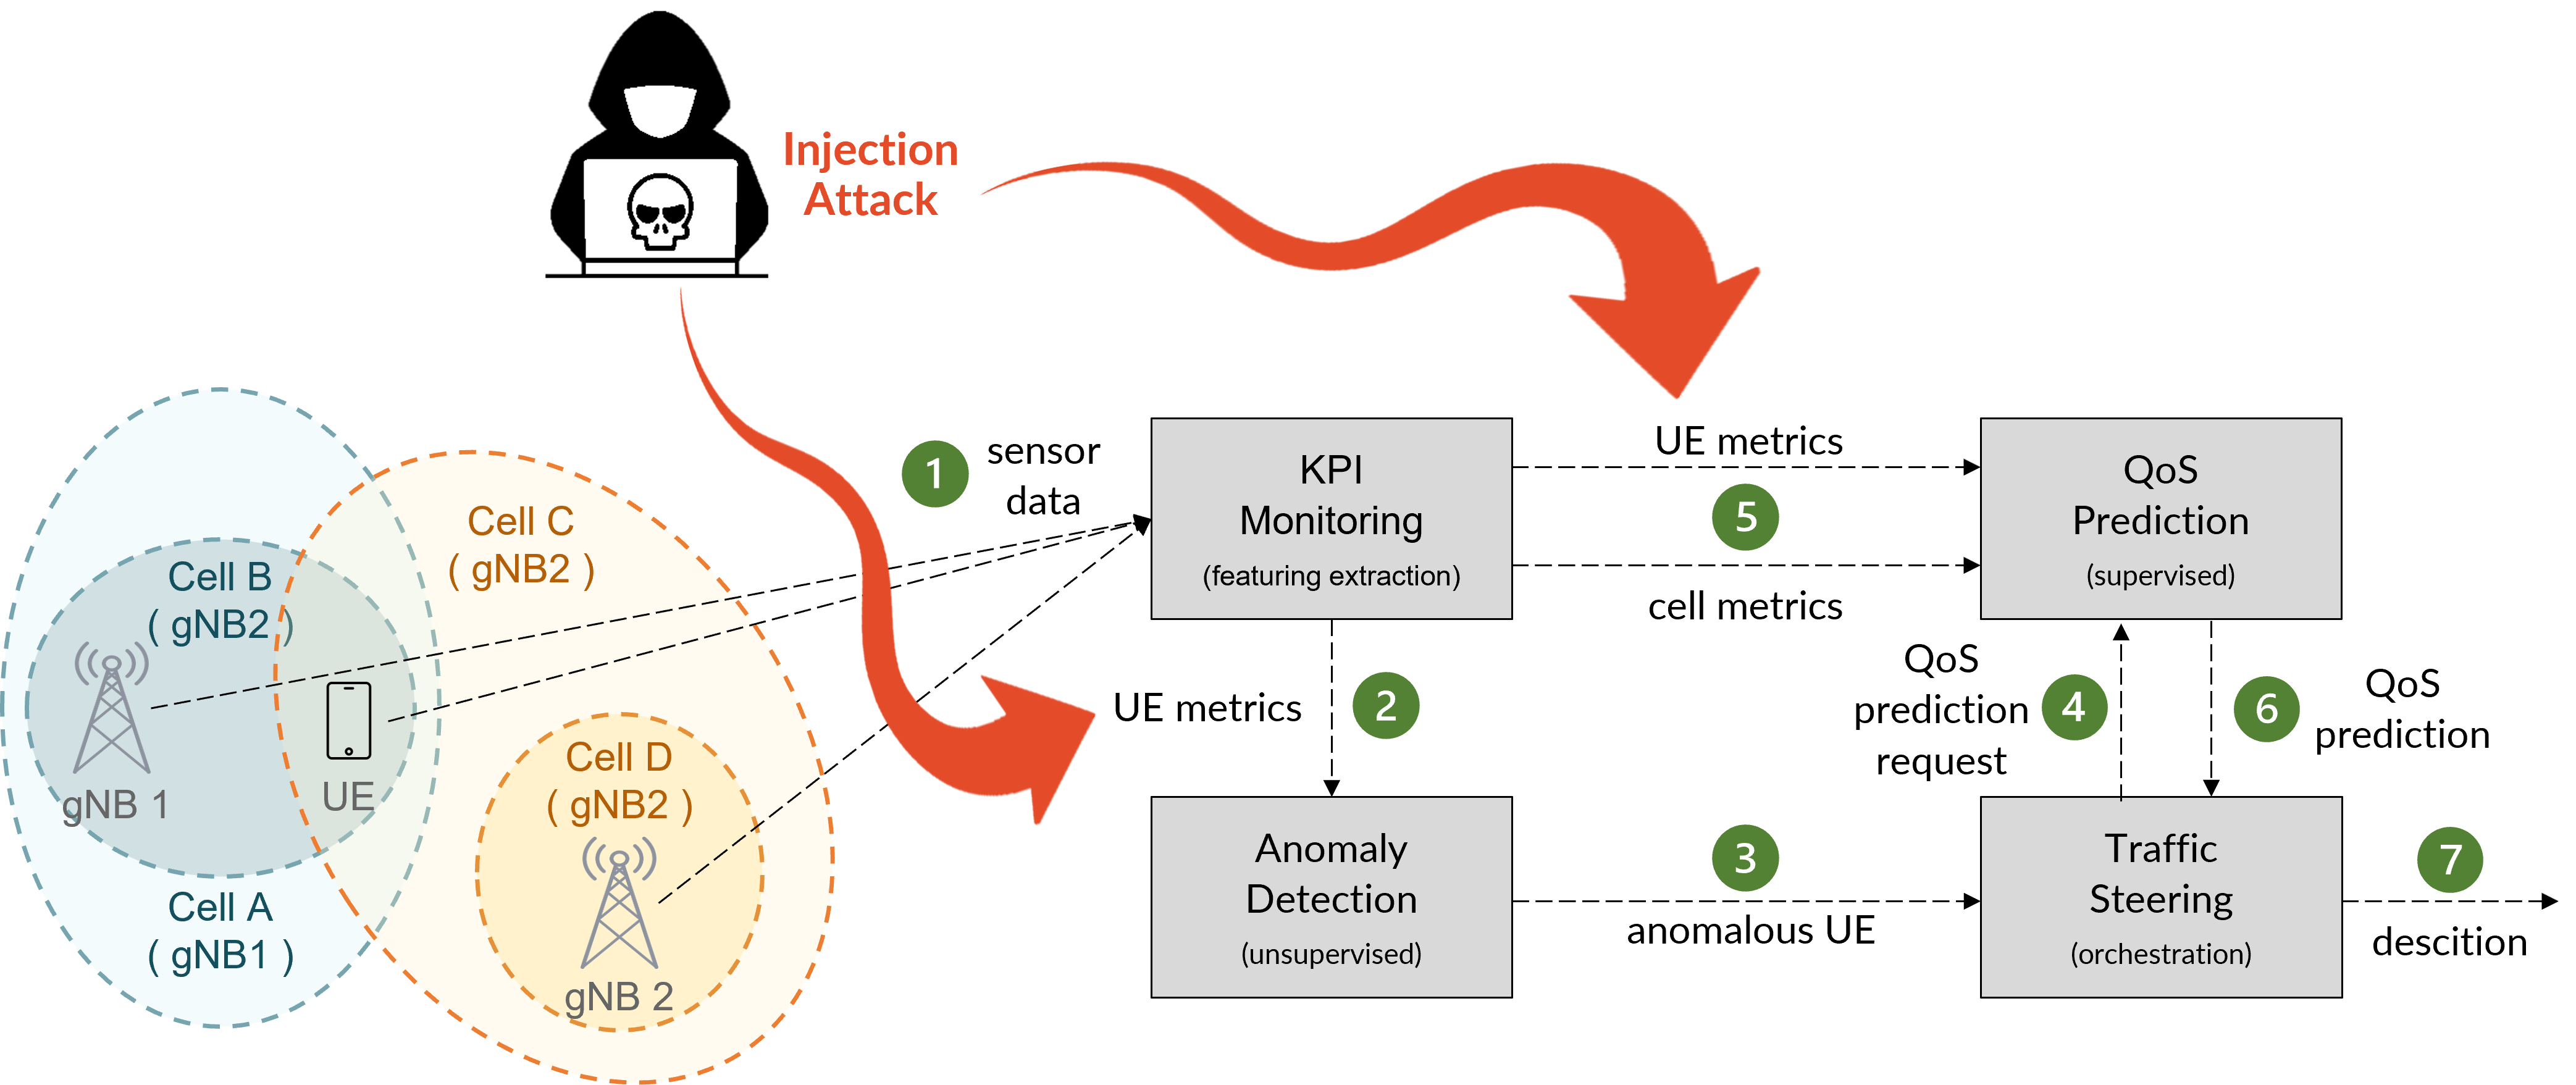 Injection
Attack
1
sensor
data
Cell C
( gNB2 )
Cell B
( gNB2 )
gNB 1
UE
Cell A
( gNB1 )
Cell D
( gNB2 )
gNB 2
KPI
Monitoring
(featuring extraction)
UE metrics
5
cell metrics
QoS
Prediction
(supervised)
UE metrics
2
QoS
prediction
request
4
6
QoS
prediction
Anomaly
Detection
(unsupervised)
3
anomalous UE
Traffic
Steering
(orchestration)
7
descition